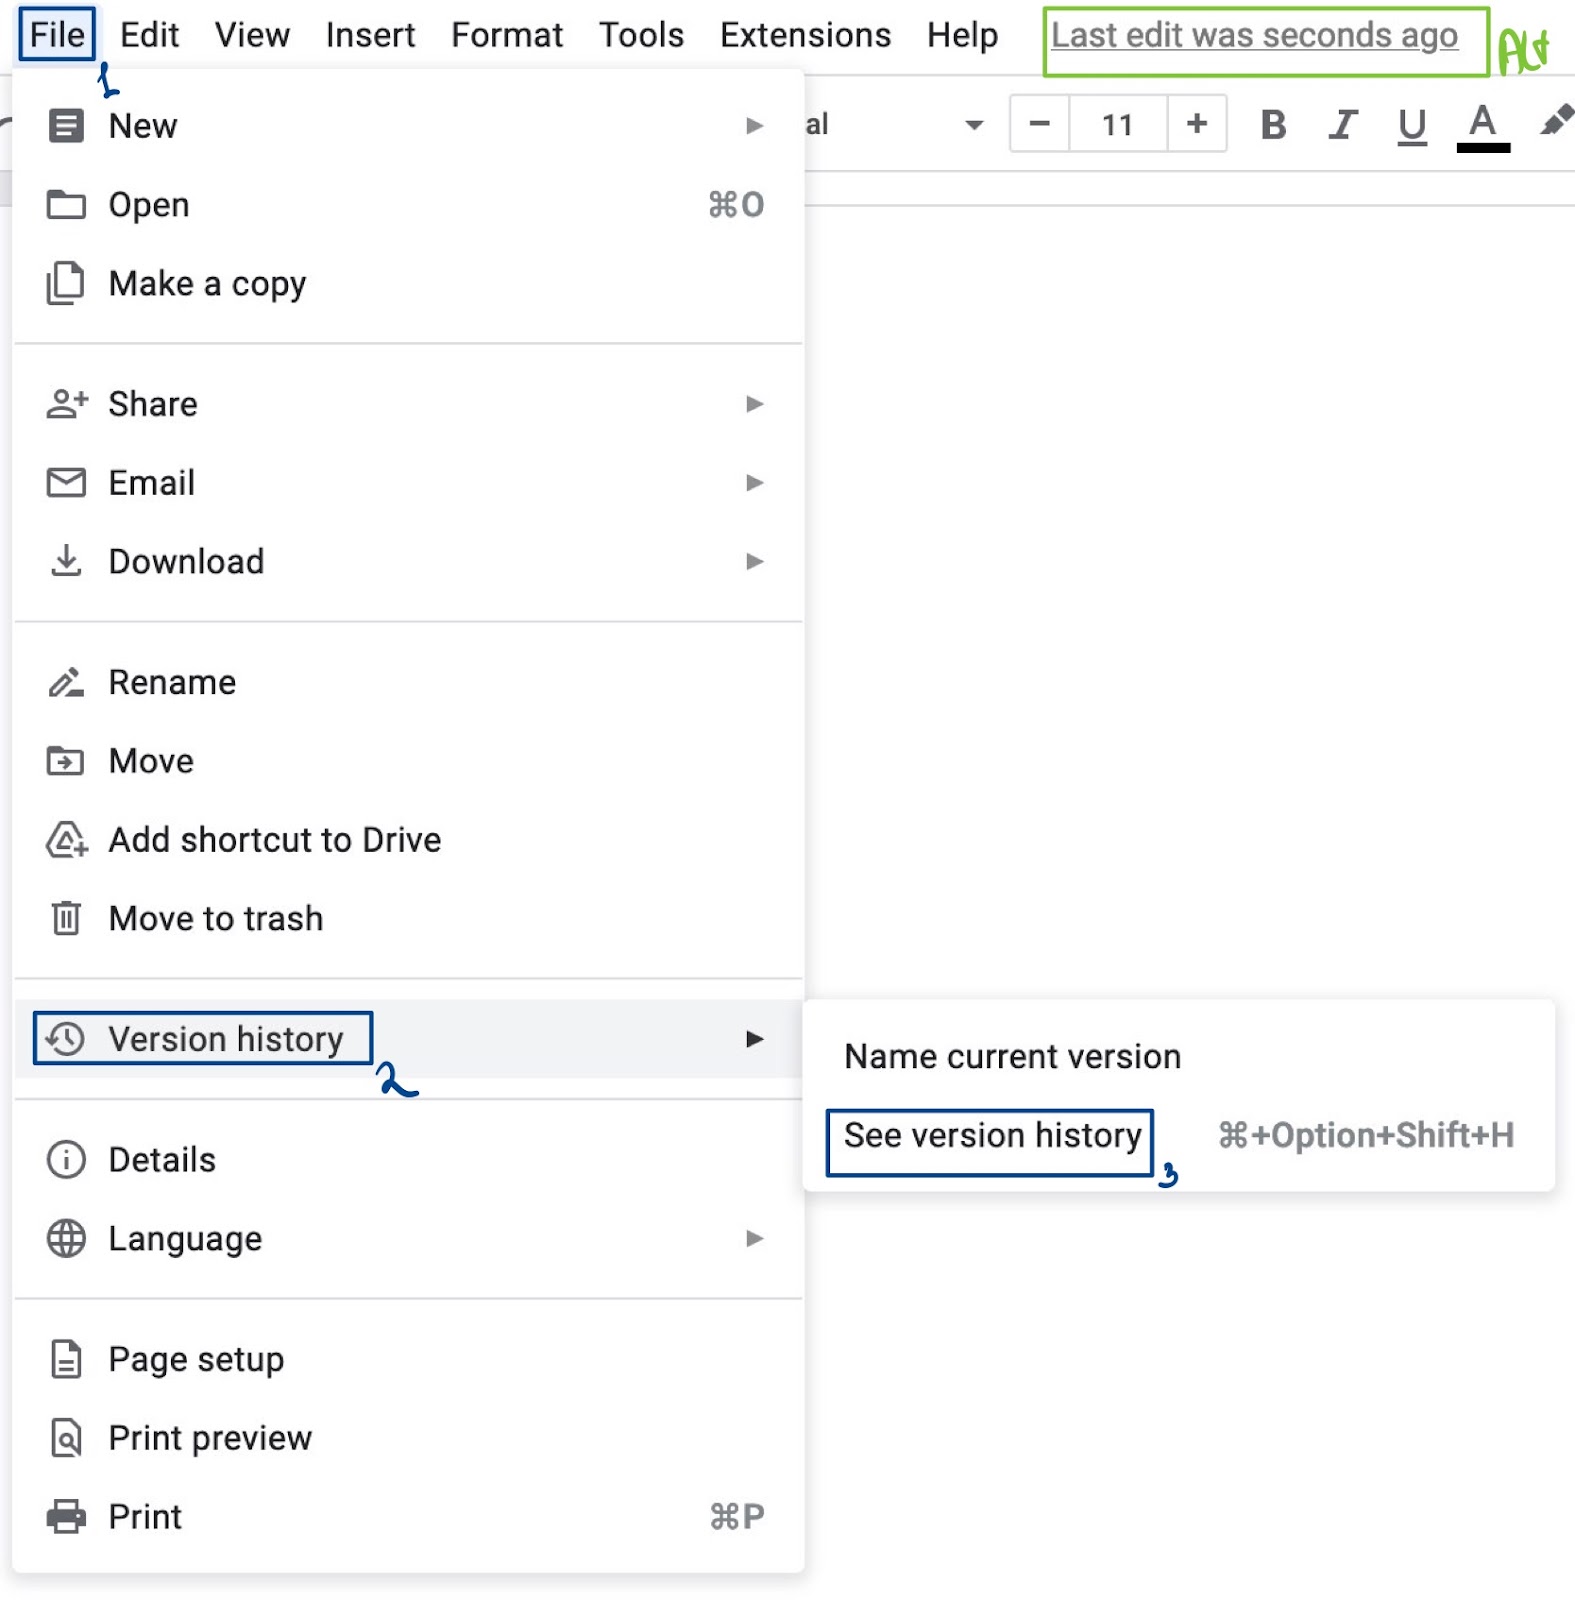 File Edit View Insert Format Tools Extensions Help Last edit was seconds ago Alt
1
New
al 11 B I U A
Open ⌘O
Make a copy
Share
Email
Download
Rename
Move
Add shortcut to Drive
Move to trash
Version history
2
Name current version
See version history ⌘+Option+Shift+H
3
Details
Language
Page setup
Print preview
Print ⌘P